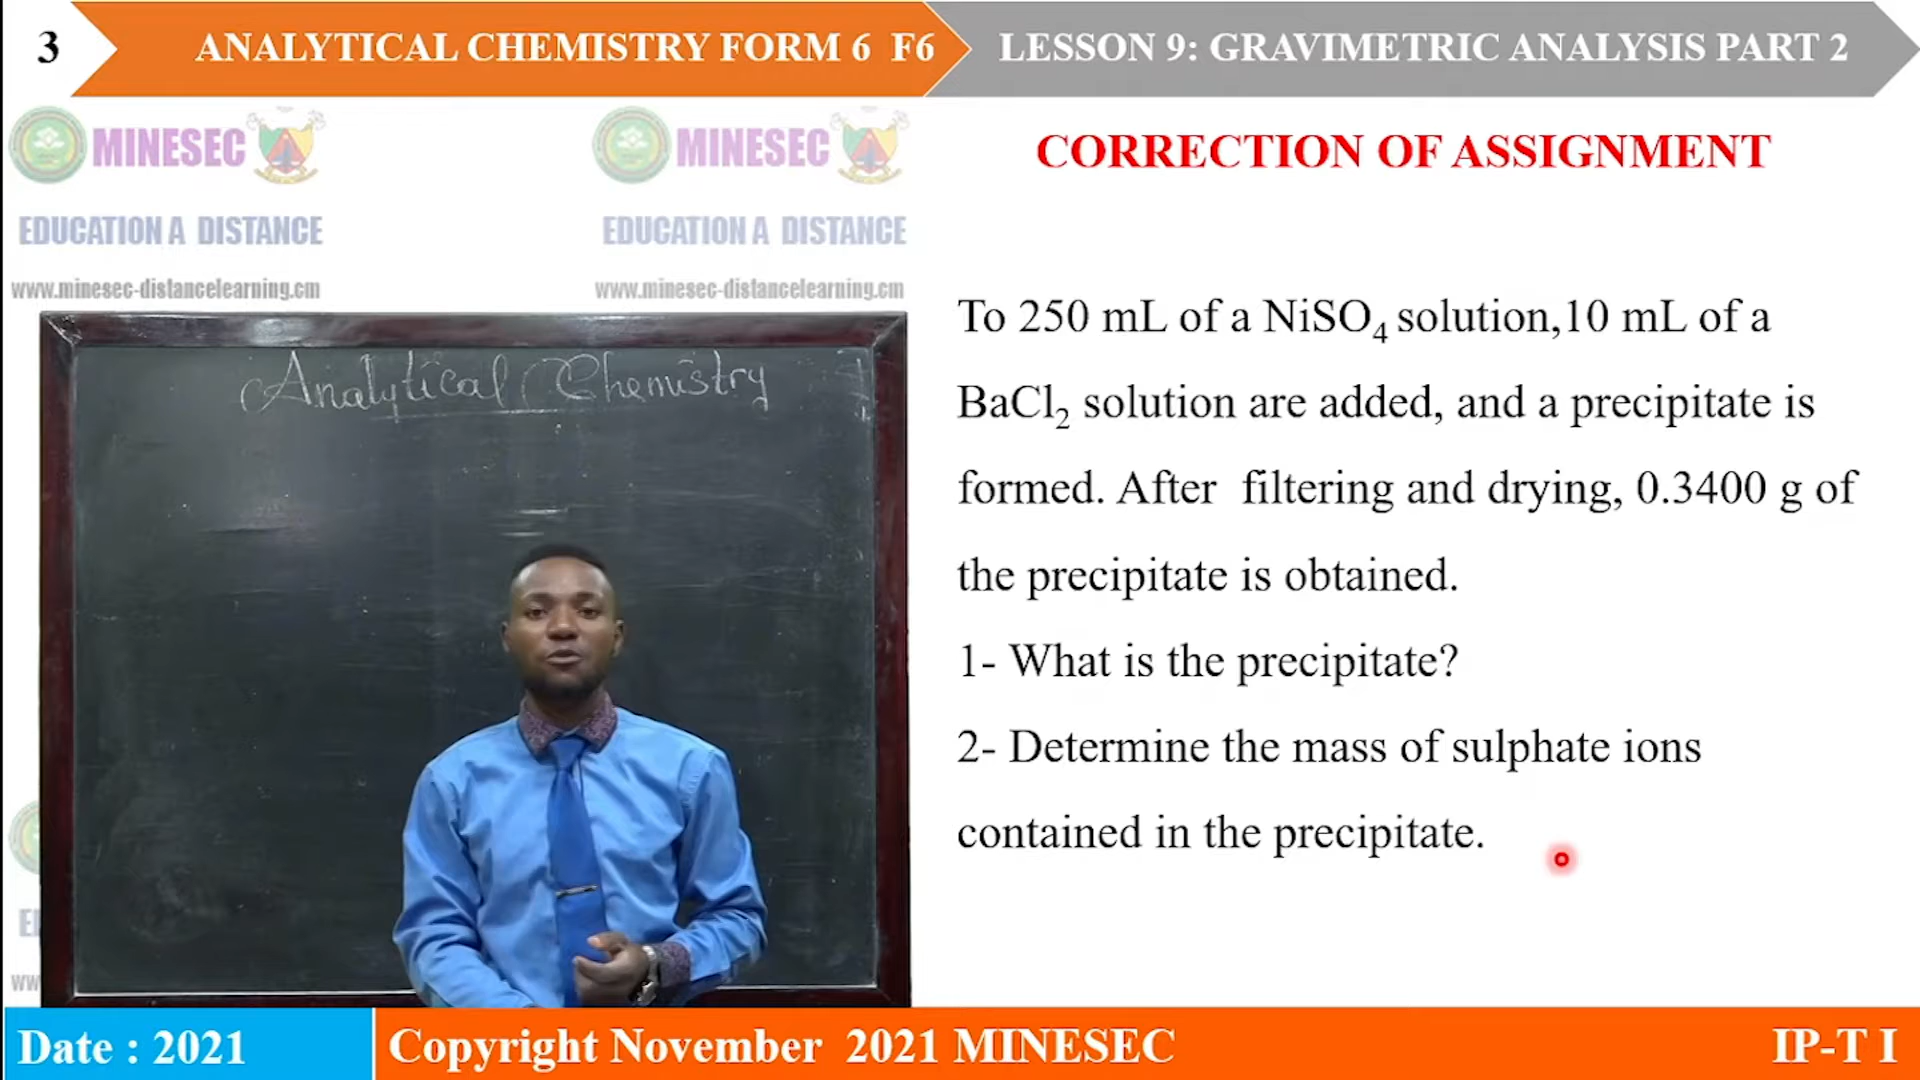 3
ANALYTICAL CHEMISTRY FORM 6 F6
LESSON 9: GRAVIMETRIC ANALYSIS PART 2
MINESEC
EDUCATION A DISTANCE
www.minesec-distancelearning.cm
MINESEC
EDUCATION A DISTANCE
www.minesec-distancelearning.cm
Analytical Chemistry
CORRECTION OF ASSIGNMENT
To 250 mL of a NiSO₄ solution,10 mL of a
BaCl₂ solution are added, and a precipitate is
formed. After filtering and drying, 0.3400 g of
the precipitate is obtained.
1- What is the precipitate?
2- Determine the mass of sulphate ions
contained in the precipitate.
Date : 2021
Copyright November 2021 MINESEC
IP-T I